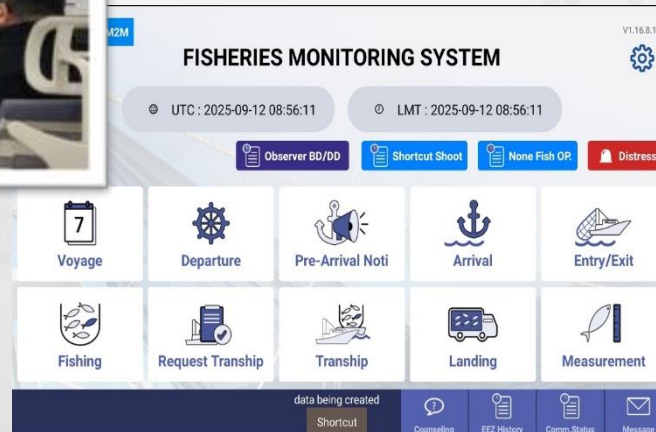 M2M
V1.16.8.1
FISHERIES MONITORING SYSTEM
UTC : 2025-09-12 08:56:11
LMT : 2025-09-12 08:56:11
Observer BD/DD
Shortcut Shoot
None Fish OP.
Distress
7
Voyage
Departure
Pre-Arrival Noti
Arrival
Entry/Exit
Fishing
Request Tranship
Tranship
Landing
Measurement
data being created
Shortcut
Counseling
EEZ History
Comm.Status
Message